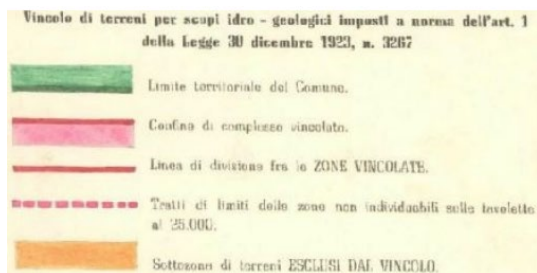 Vincolo di terreni per scopi idro - geologici imposti a norma dell'art. 1
della Legge 30 dicembre 1923, n. 3267
Limite territoriale del Comune.
Confine di complesso vincolato.
Linea di divisione fra le ZONE VINCOLATE.
Tratti di limiti delle zone non individuabili sulle tavolette
al 25.000.
Sottozona di terreni ESCLUSI DAL VINCOLO.